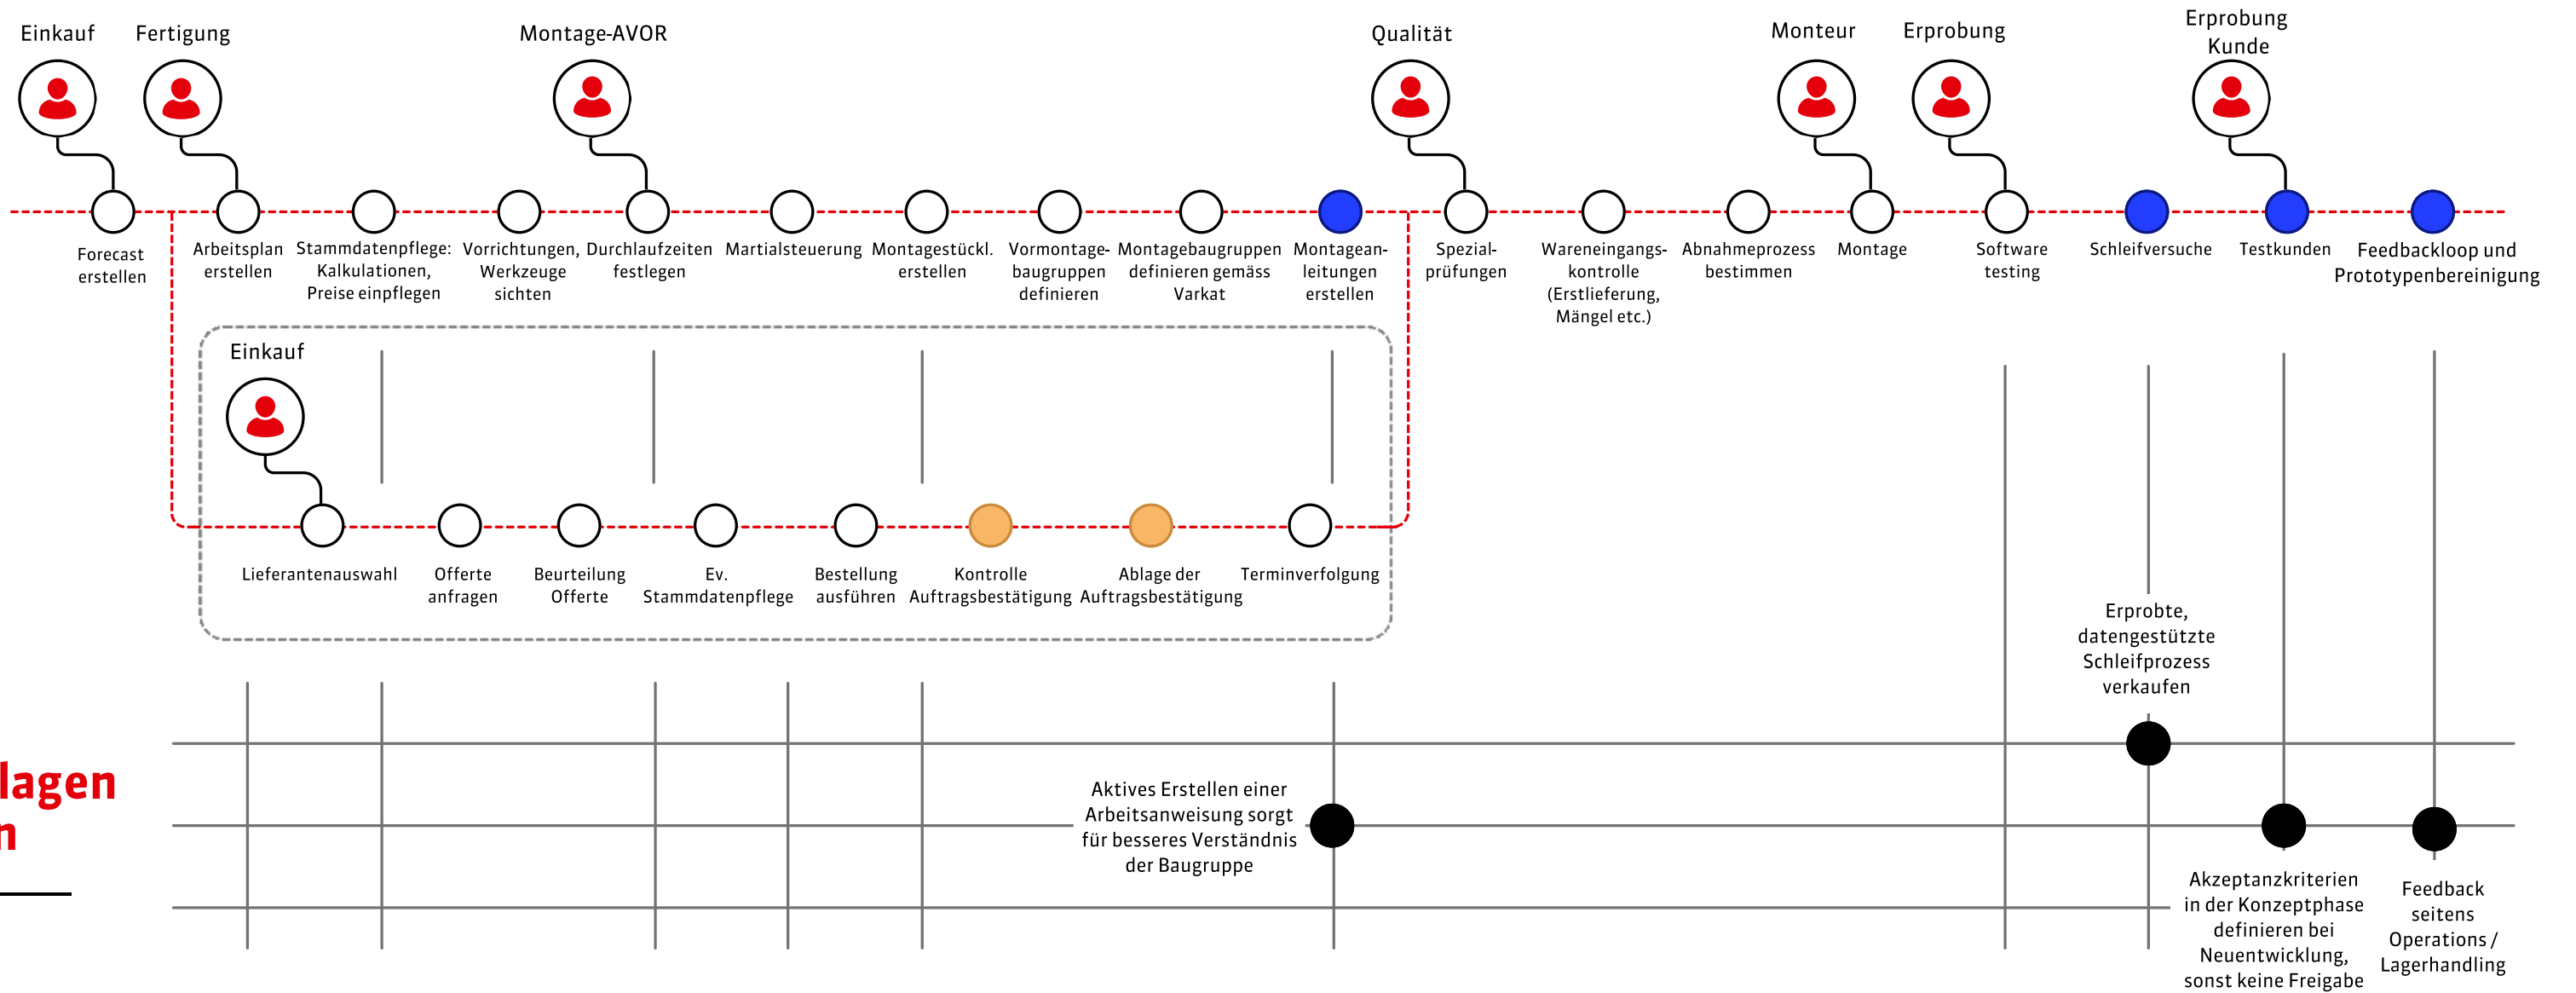 Einkauf
Fertigung
Montage-AVOR
Qualität
Monteur
Erprobung
Erprobung
Kunde
Forecast
erstellen
Arbeitsplan
erstellen
Stammdatenpflege:
Kalkulationen,
Preise einpflegen
Vorrichtungen,
Werkzeuge
sichten
Durchlaufzeiten
festlegen
Martialsteuerung
Montagestückl.
erstellen
Vormontage-
baugruppen
definieren
Montagebaugruppen
definieren gemäss
Varkat
Montagean-
leitungen
erstellen
Spezial-
prüfungen
Wareneingangs-
kontrolle
(Erstlieferung,
Mängel etc.)
Abnahmeprozess
bestimmen
Montage
Software
testing
Schleifversuche
Testkunden
Feedbackloop und
Prototypenbereinigung
Einkauf
Lieferantenauswahl
Offerte
anfragen
Beurteilung
Offerte
Ev.
Stammdatenpflege
Bestellung
ausführen
Kontrolle
Auftragsbestätigung
Ablage der
Auftragsbestätigung
Terminverfolgung
Erprobte,
datengestützte
Schleifprozess
verkaufen
lagen
n
Aktives Erstellen einer
Arbeitsanweisung sorgt
für besseres Verständnis
der Baugruppe
Akzeptanzkriterien
in der Konzeptphase
definieren bei
Neuentwicklung,
sonst keine Freigabe
Feedback
seitens
Operations /
Lagerhandling